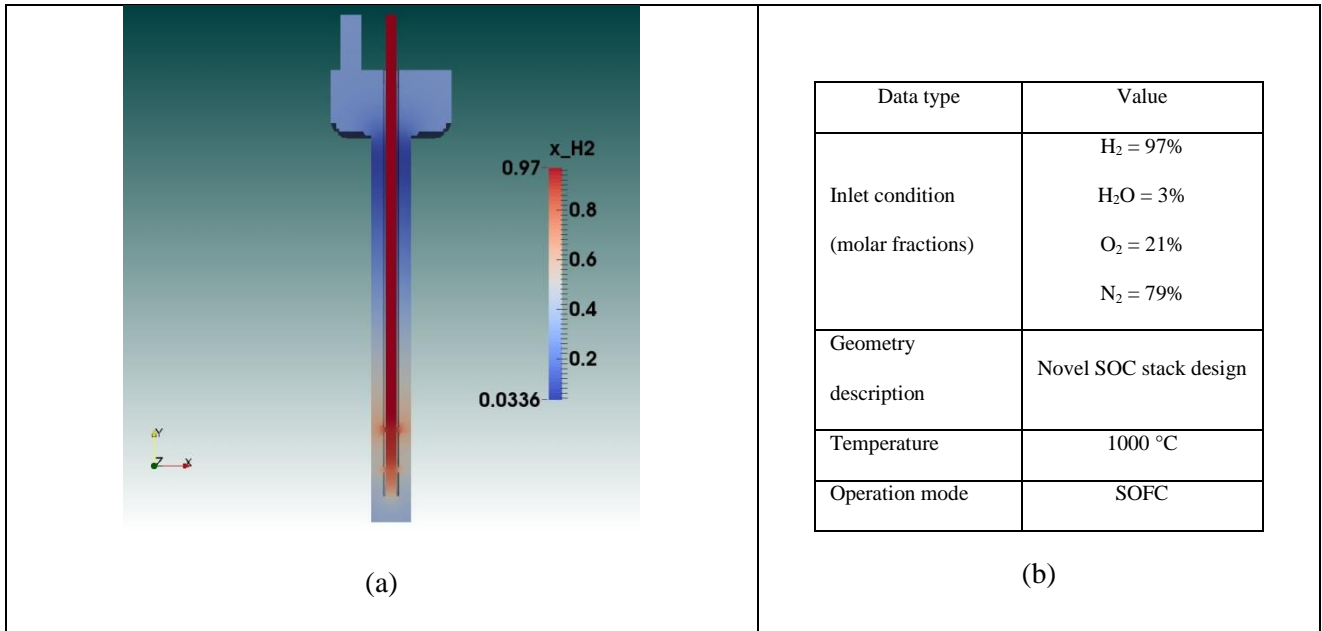 x_H2
0.97
0.8
0.6
0.4
0.2
0.0336
Y
Z X
(a)
Data type Value
Inlet condition
(molar fractions)
H₂ = 97%
H₂O = 3%
O₂ = 21%
N₂ = 79%
Geometry
description
Novel SOC stack design
Temperature 1000 °C
Operation mode SOFC
(b)